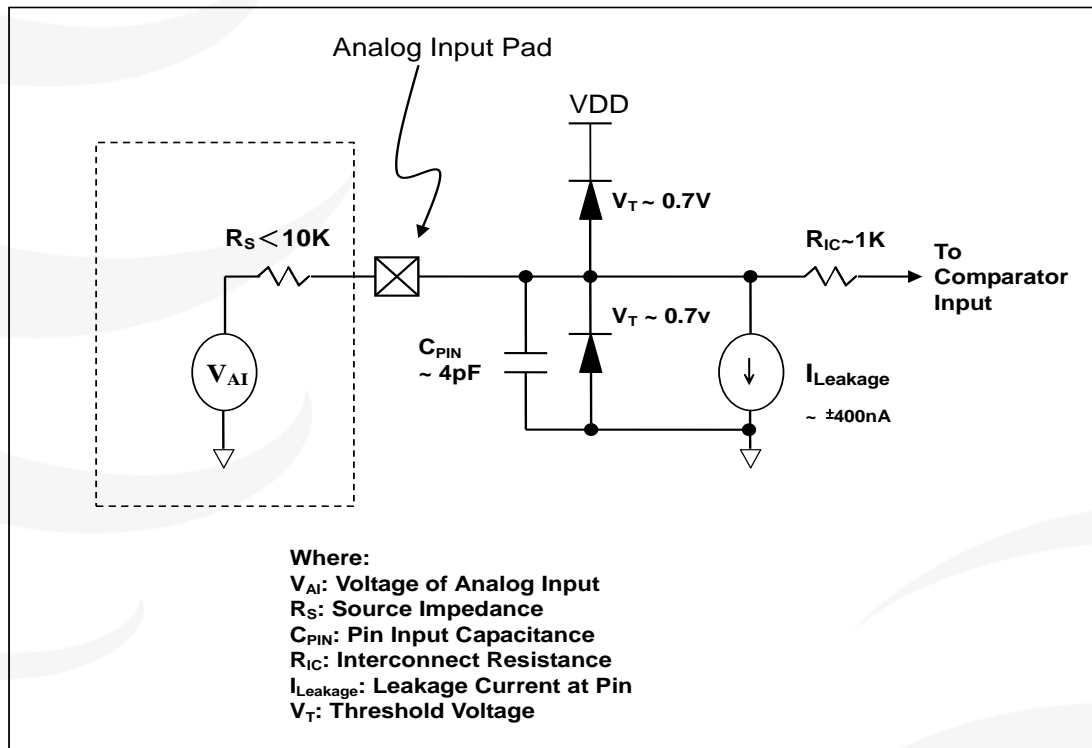 Analog Input Pad
VDD
V_T ~ 0.7V
R_S＜10K
R_IC~1K
To
Comparator
Input
V_T ~ 0.7v
C_PIN
~ 4pF
V_AI
I_Leakage
~ ±400nA
Where:
V_AI: Voltage of Analog Input
R_S: Source Impedance
C_PIN: Pin Input Capacitance
R_IC: Interconnect Resistance
I_Leakage: Leakage Current at Pin
V_T: Threshold Voltage